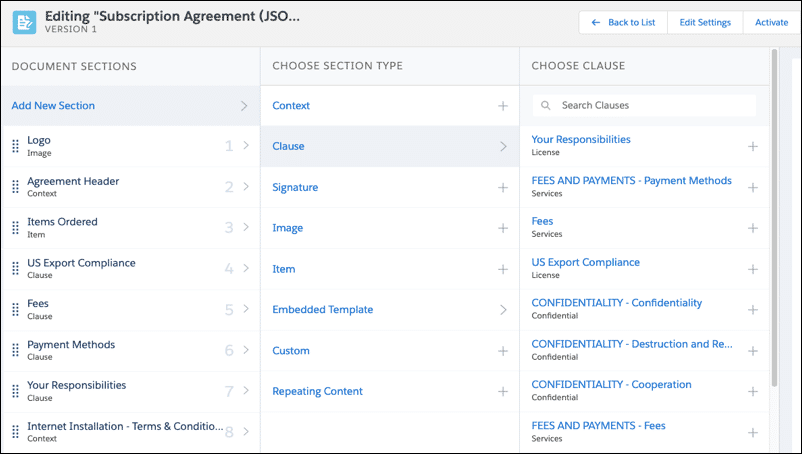 Editing "Subscription Agreement (JSO...
VERSION 1
Back to List
Edit Settings
Activate
DOCUMENT SECTIONS
Add New Section
Logo
Image
1
Agreement Header
Context
2
Items Ordered
Item
3
US Export Compliance
Clause
4
Fees
Clause
5
Payment Methods
Clause
6
Your Responsibilities
Clause
7
Internet Installation - Terms & Conditio...
Context
8
CHOOSE SECTION TYPE
Context
Clause
Signature
Image
Item
Embedded Template
Custom
Repeating Content
CHOOSE CLAUSE
Search Clauses
Your Responsibilities
License
FEES AND PAYMENTS - Payment Methods
Services
Fees
Services
US Export Compliance
License
CONFIDENTIALITY - Confidentiality
Confidential
CONFIDENTIALITY - Destruction and Re...
Confidential
CONFIDENTIALITY - Cooperation
Confidential
FEES AND PAYMENTS - Fees
Services